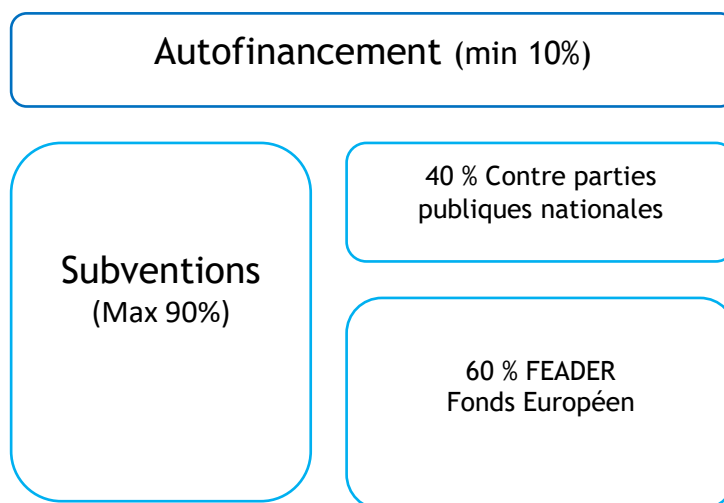 Autofinancement (min 10%)
Subventions
(Max 90%)
40 % Contre parties
publiques nationales
60 % FEADER
Fonds Européen